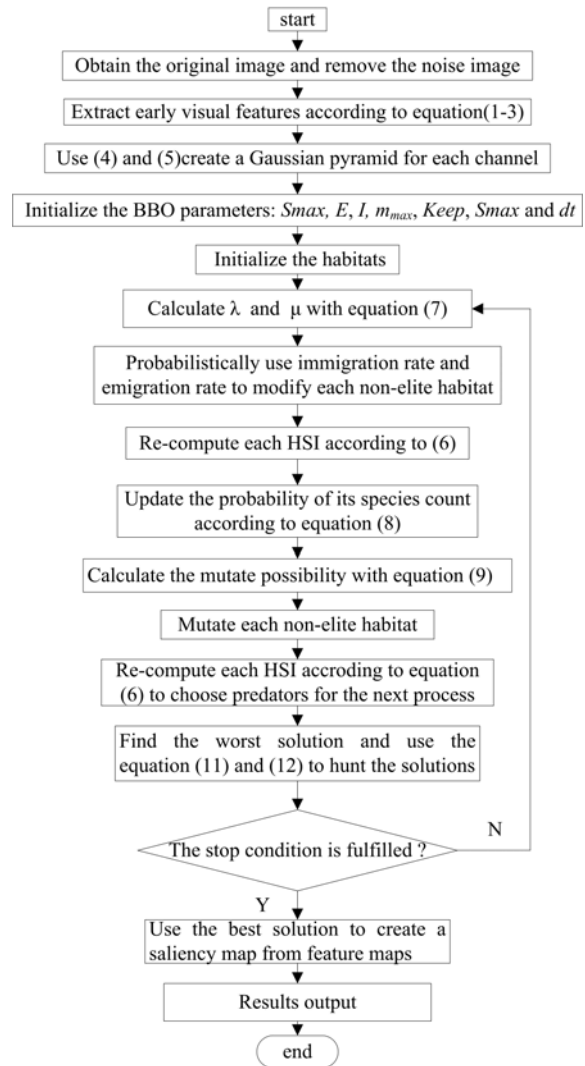 start
Obtain the original image and remove the noise image
Extract early visual features according to equation(1-3)
Use (4) and (5)create a Gaussian pyramid for each channel
Initialize the BBO parameters: Smax, E, I, m_max, Keep, Smax and dt
Initialize the habitats
Calculate λ and μ with equation (7)
Probabilistically use immigration rate and
emigration rate to modify each non-elite habitat
Re-compute each HSI according to (6)
Update the probability of its species count
according to equation (8)
Calculate the mutate possibility with equation (9)
Mutate each non-elite habitat
Re-compute each HSI accroding to equation
(6) to choose predators for the next process
Find the worst solution and use the
equation (11) and (12) to hunt the solutions
N
The stop condition is fulfilled ?
Y
Use the best solution to create a
saliency map from feature maps
Results output
end